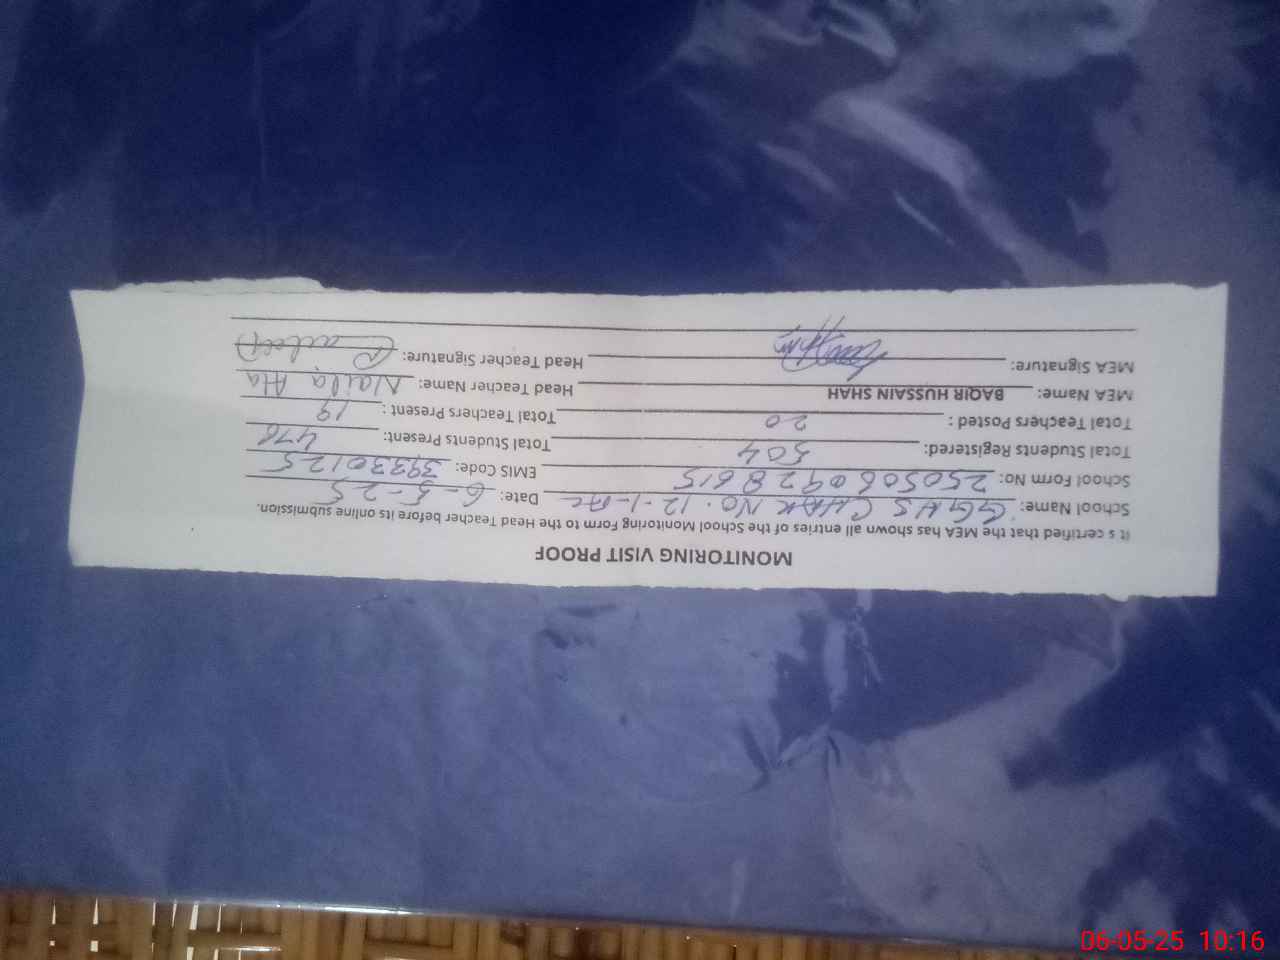 MONITORING VISIT PROOF
It s certified that the MEA has shown all entries of the School Monitoring Form to the Head Teacher before its online submission.
School Name: GGHS CHAK NO. 12-1-AL Date: 6-5-25
School Form No: 2505060928615 EMIS Code: 39330125
Total Students Registered: 504 Total Students Present: 478
Total Teachers Posted : 20 Total Teachers Present : 19
MEA Name: BAQIR HUSSAIN SHAH Head Teacher Name: Naila Ata
MEA Signature: Head Teacher Signature:
06-05-25 10:16